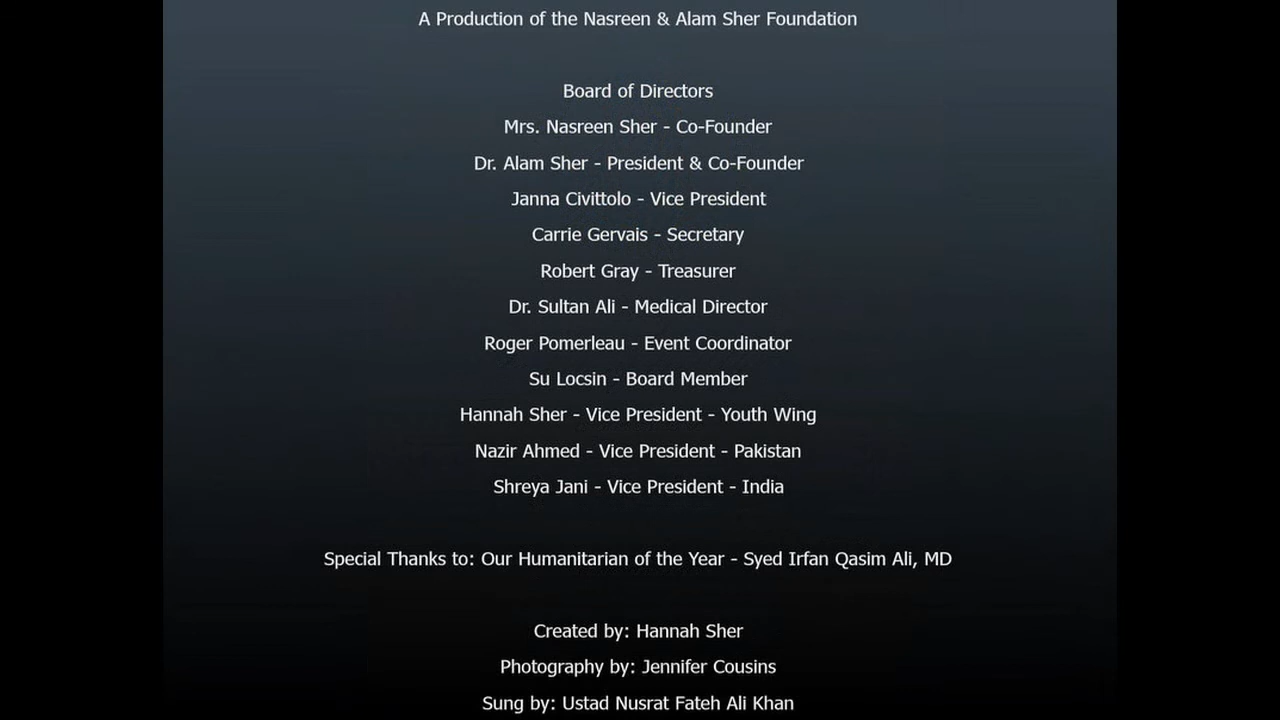 A Production of the Nasreen & Alam Sher Foundation
Board of Directors
Mrs. Nasreen Sher - Co-Founder
Dr. Alam Sher - President & Co-Founder
Janna Civittolo - Vice President
Carrie Gervais - Secretary
Robert Gray - Treasurer
Dr. Sultan Ali - Medical Director
Roger Pomerleau - Event Coordinator
Su Locsin - Board Member
Hannah Sher - Vice President - Youth Wing
Nazir Ahmed - Vice President - Pakistan
Shreya Jani - Vice President - India
Special Thanks to: Our Humanitarian of the Year - Syed Irfan Qasim Ali, MD
Created by: Hannah Sher
Photography by: Jennifer Cousins
Sung by: Ustad Nusrat Fateh Ali Khan